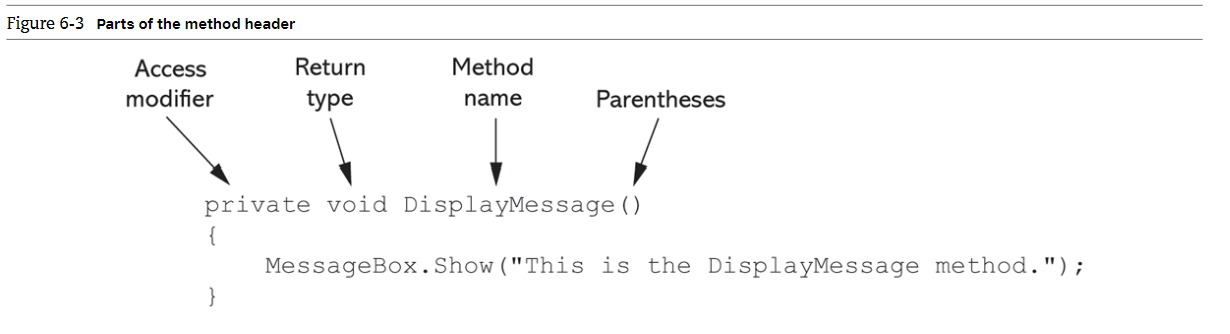 Figure 6-3 Parts of the method header
Access modifier
Return type
Method name
Parentheses
private void DisplayMessage()
{
    MessageBox.Show("This is the DisplayMessage method.");
}